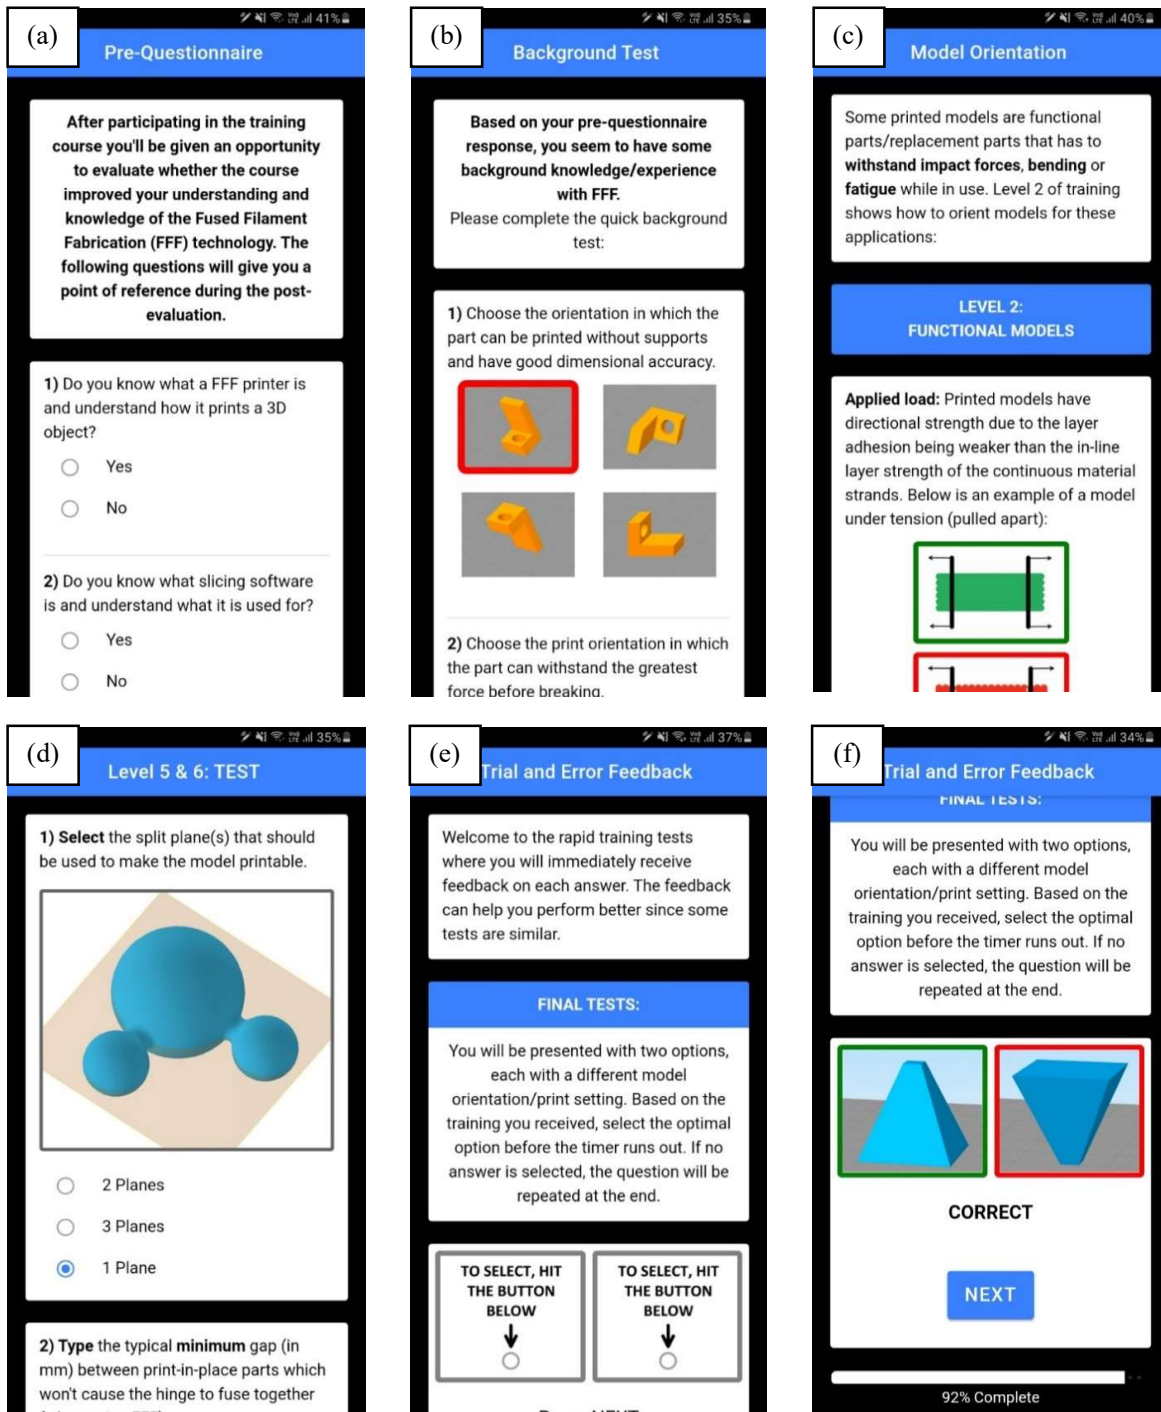 (a)
41%
Pre-Questionnaire
After participating in the training
course you'll be given an opportunity
to evaluate whether the course
improved your understanding and
knowledge of the Fused Filament
Fabrication (FFF) technology. The
following questions will give you a
point of reference during the post-
evaluation.
1) Do you know what a FFF printer is
and understand how it prints a 3D
object?
Yes
No
2) Do you know what slicing software
is and understand what it is used for?
Yes
No
(b)
35%
Background Test
Based on your pre-questionnaire
response, you seem to have some
background knowledge/experience
with FFF.
Please complete the quick background
test:
1) Choose the orientation in which the
part can be printed without supports
and have good dimensional accuracy.
2) Choose the print orientation in which
the part can withstand the greatest
force before breaking.
(c)
40%
Model Orientation
Some printed models are functional
parts/replacement parts that has to
withstand impact forces, bending or
fatigue while in use. Level 2 of training
shows how to orient models for these
applications:
LEVEL 2:
FUNCTIONAL MODELS
Applied load: Printed models have
directional strength due to the layer
adhesion being weaker than the in-line
layer strength of the continuous material
strands. Below is an example of a model
under tension (pulled apart):
(d)
35%
Level 5 & 6: TEST
1) Select the split plane(s) that should
be used to make the model printable.
2 Planes
3 Planes
1 Plane
2) Type the typical minimum gap (in
mm) between print-in-place parts which
won't cause the hinge to fuse together
(e)
37%
Trial and Error Feedback
Welcome to the rapid training tests
where you will immediately receive
feedback on each answer. The feedback
can help you perform better since some
tests are similar.
FINAL TESTS:
You will be presented with two options,
each with a different model
orientation/print setting. Based on the
training you received, select the optimal
option before the timer runs out. If no
answer is selected, the question will be
repeated at the end.
TO SELECT, HIT
THE BUTTON
BELOW
TO SELECT, HIT
THE BUTTON
BELOW
(f)
34%
Trial and Error Feedback
FINAL TESTS:
You will be presented with two options,
each with a different model
orientation/print setting. Based on the
training you received, select the optimal
option before the timer runs out. If no
answer is selected, the question will be
repeated at the end.
CORRECT
NEXT
92% Complete